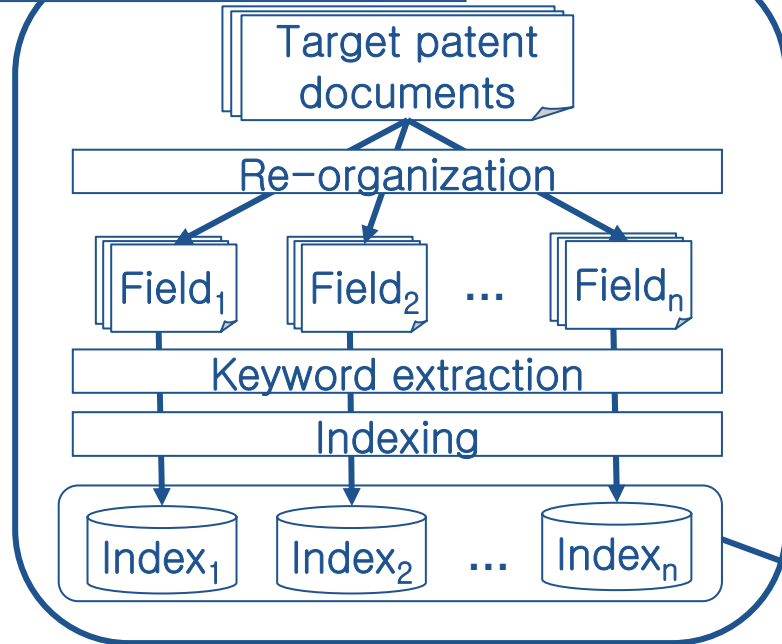 Target patent
documents
Re-organization
Field₁ Field₂ ... Fieldₙ
Keyword extraction
Indexing
Index₁ Index₂ ... Indexₙ